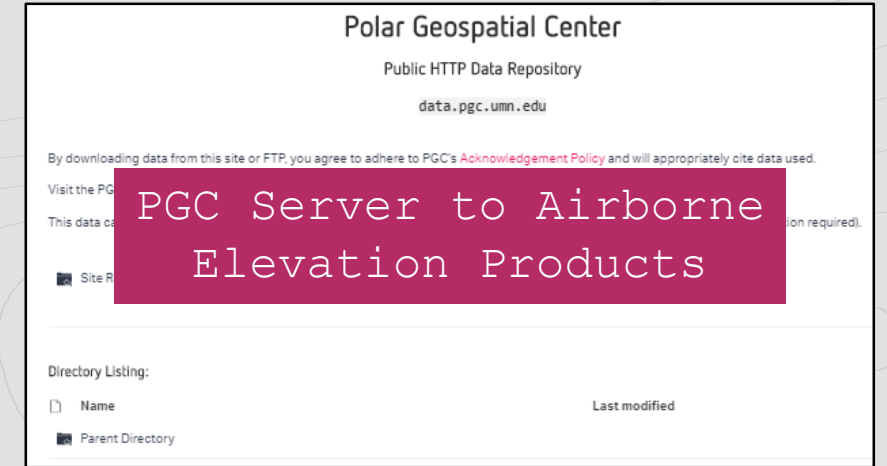 Polar Geospatial Center
Public HTTP Data Repository
data.pgc.umn.edu
By downloading data from this site or FTP, you agree to adhere to PGC's Acknowledgement Policy and will appropriately cite data used.
Visit the PG
PGC Server to Airborne
This data ca ion required).
Elevation Products
Site R
Directory Listing:
Name Last modified
Parent Directory